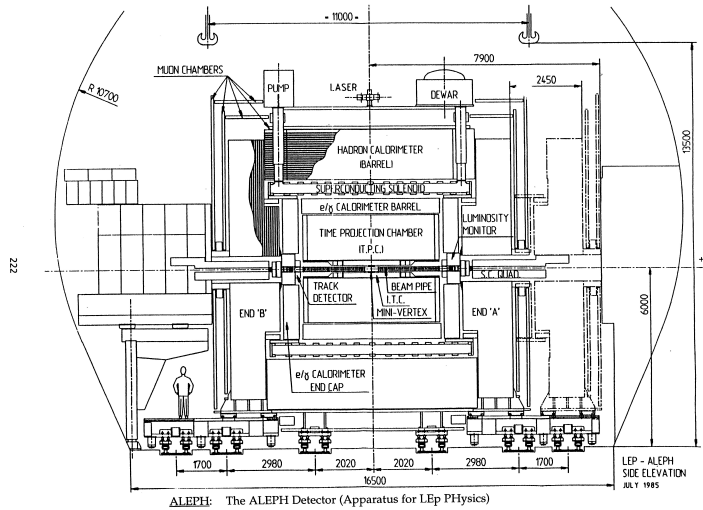 - 11000 -
7900
MUON CHAMBERS
2450
PUMP
LASER
DEWAR
R 10700
HADRON CALORIMETER
(BARREL)
13500
SUPERCONDUCTING SOLENOID
e/γ CALORIMETER BARREL
TIME PROJECTION CHAMBER
(T.P.C.)
LUMINOSITY
MONITOR
222
S.C. QUAD.
TRACK
DETECTOR
BEAM PIPE
I.T.C.
MINI-VERTEX
END 'B'
END 'A'
6000
e/γ CALORIMETER
END CAP
1700
2980
2020
2020
2980
1700
16500
LEP - ALEPH
SIDE ELEVATION
JULY 1985
ALEPH: The ALEPH Detector (Apparatus for LEp PHysics)